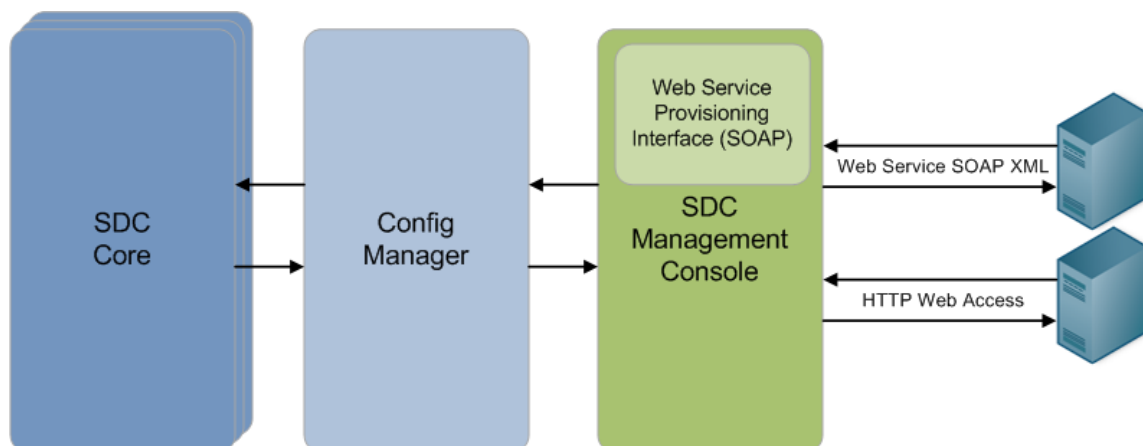 SDC
Core
Config
Manager
Web Service
Provisioning
Interface (SOAP)
SDC
Management
Console
Web Service SOAP XML
HTTP Web Access